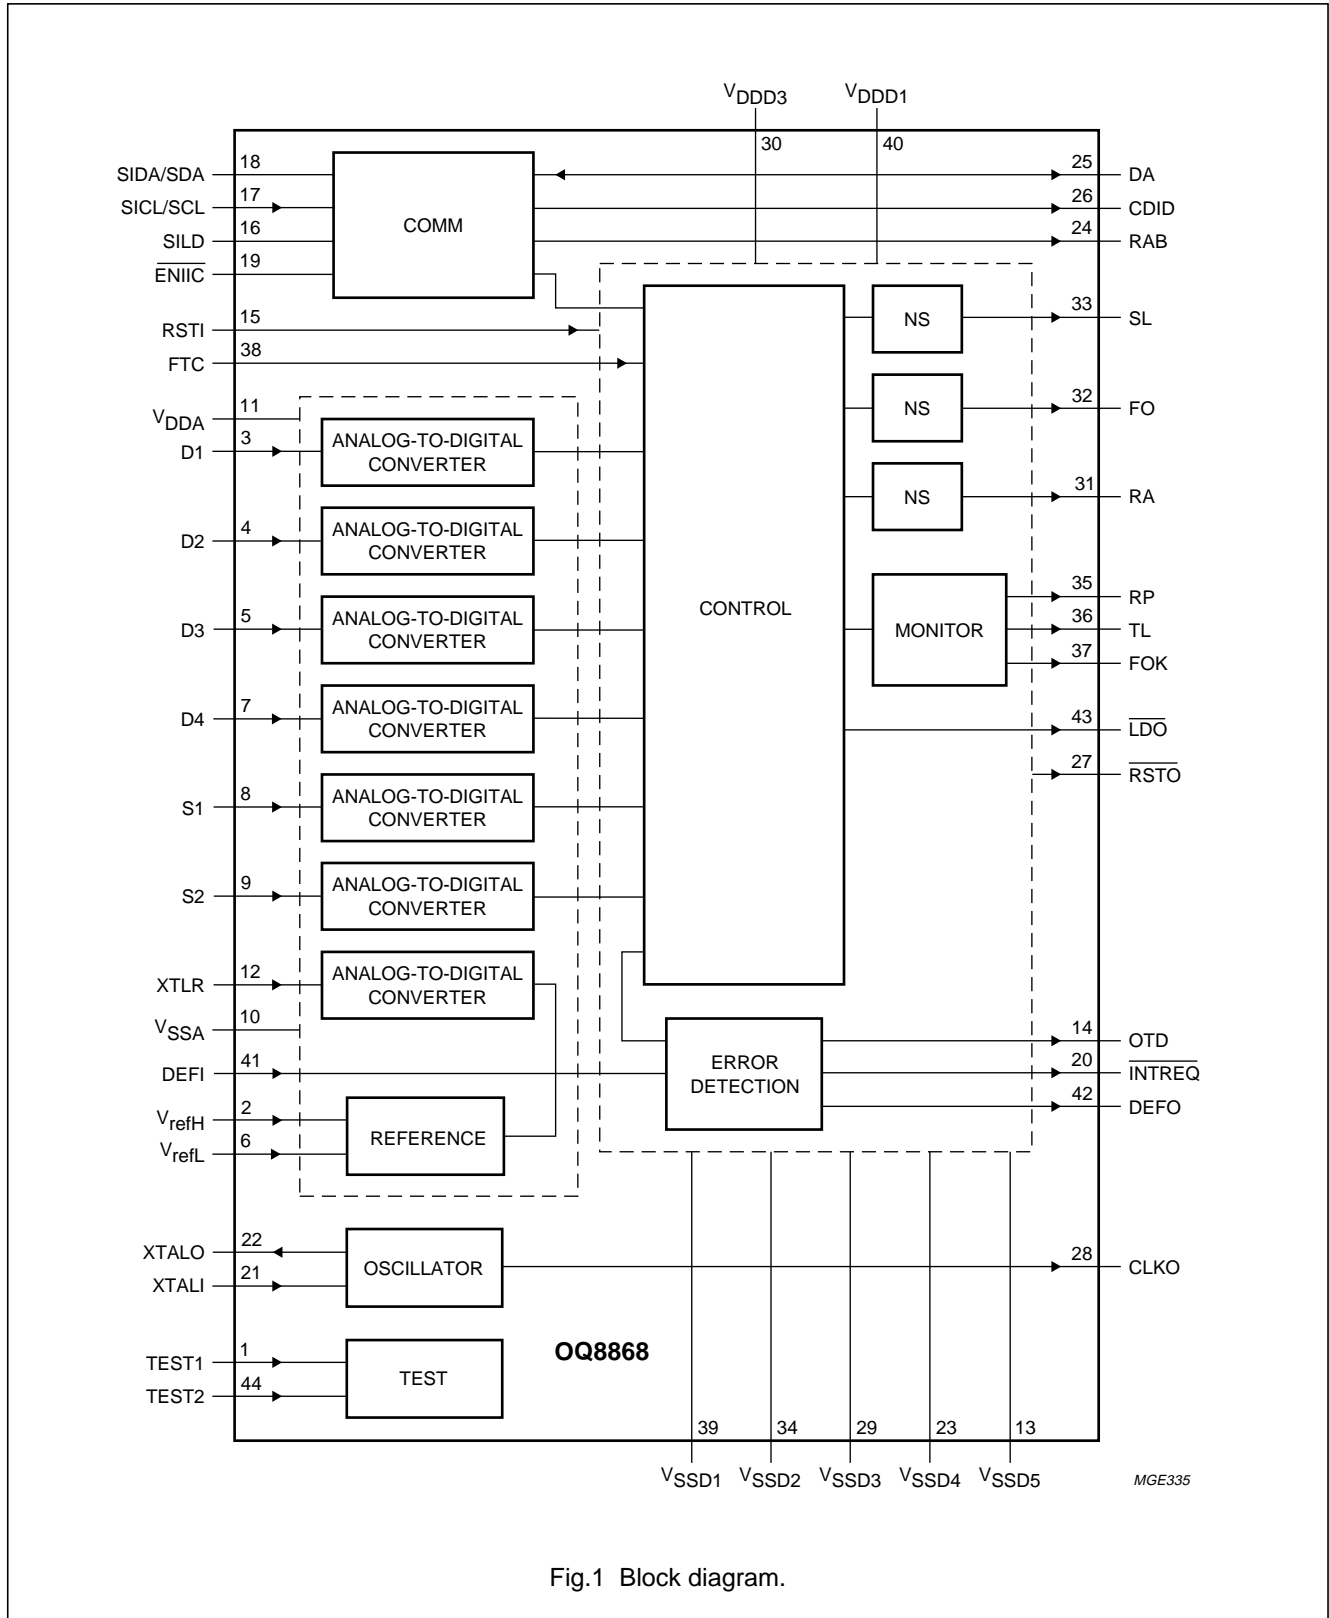 VDDD3 VDDD1
30 40
SIDA/SDA 18
SICL/SCL 17
SILD 16
ENIIC 19
COMM
25 DA
26 CDID
24 RAB
RSTI 15
FTC 38
VDDA 11
D1 3
ANALOG-TO-DIGITAL
CONVERTER
D2 4
ANALOG-TO-DIGITAL
CONVERTER
D3 5
ANALOG-TO-DIGITAL
CONVERTER
D4 7
ANALOG-TO-DIGITAL
CONVERTER
S1 8
ANALOG-TO-DIGITAL
CONVERTER
S2 9
ANALOG-TO-DIGITAL
CONVERTER
XTLR 12
ANALOG-TO-DIGITAL
CONVERTER
VSSA 10
DEFI 41
VrefH 2
VrefL 6
REFERENCE
CONTROL
NS
33 SL
NS
32 FO
NS
31 RA
MONITOR
35 RP
36 TL
37 FOK
43 LDO
27 RSTO
ERROR
DETECTION
14 OTD
20 INTREQ
42 DEFO
XTALO 22
XTALI 21
OSCILLATOR
28 CLKO
TEST1 1
TEST2 44
TEST
OQ8868
39 34 29 23 13
VSSD1 VSSD2 VSSD3 VSSD4 VSSD5
MGE335
Fig.1 Block diagram.